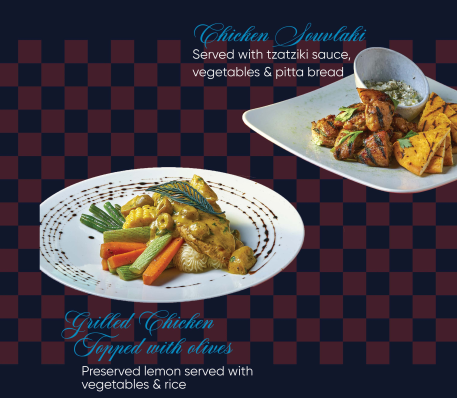 Chicken Souvlaki
Served with tzatziki sauce,
vegetables & pitta bread
Grilled Chicken
Topped with olives
Preserved lemon served with
vegetables & rice